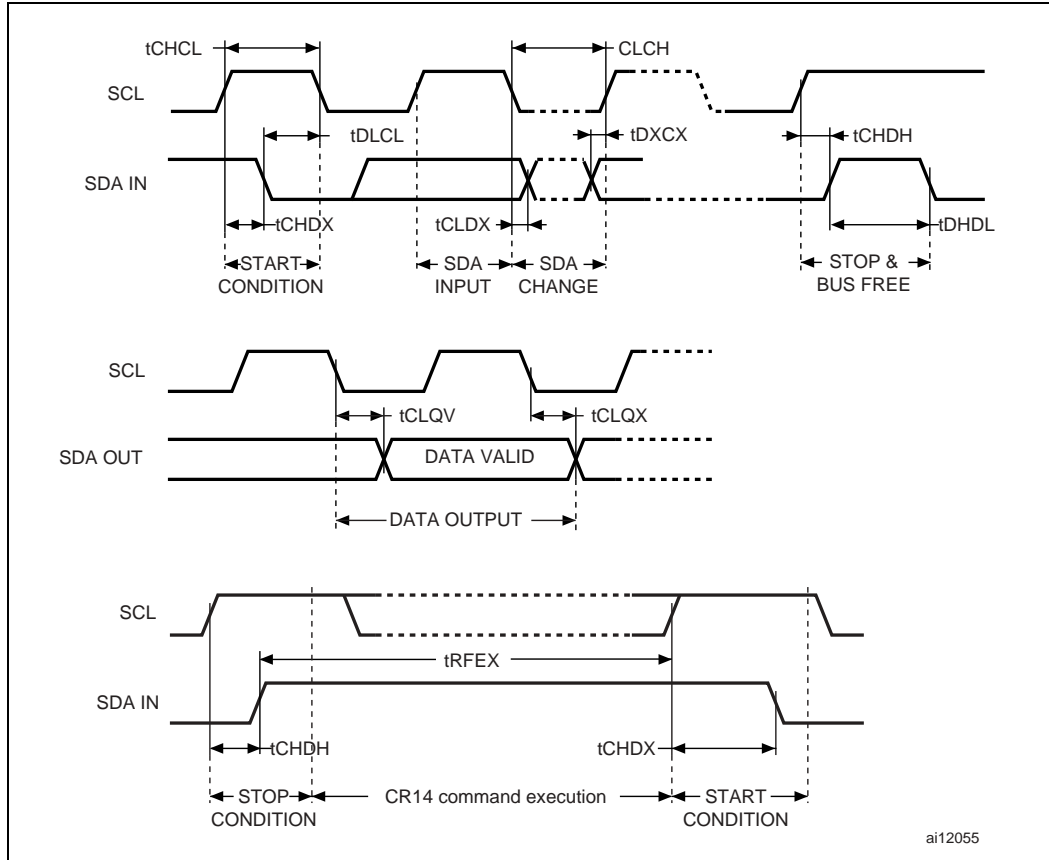 tCHCL
CLCH
SCL
tDLCL
tDXCX
tCHDH
SDA IN
tCHDX
tCLDX
tDHDL
START
CONDITION
SDA
INPUT
SDA
CHANGE
STOP &
BUS FREE
SCL
tCLQV
tCLQX
SDA OUT
DATA VALID
DATA OUTPUT
SCL
tRFEX
SDA IN
tCHDH
tCHDX
STOP
CONDITION
CR14 command execution
START
CONDITION
ai12055